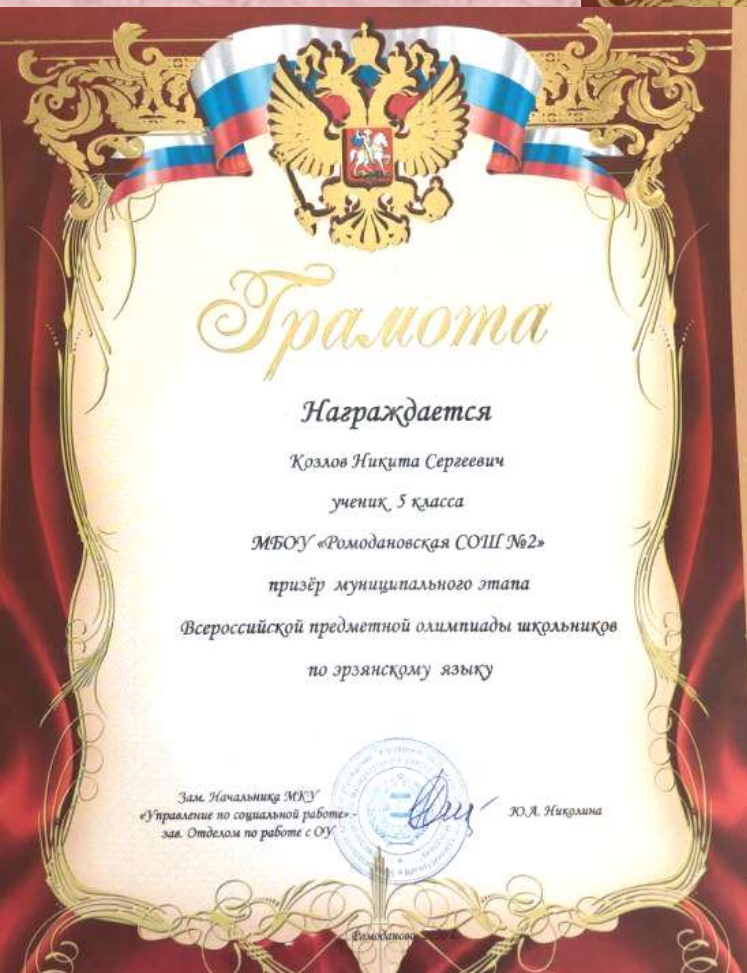 Грамота
Награждается
Козлов Никита Сергеевич
ученик 5 класса
МБОУ «Ромодановская СОШ №2»
призёр муниципального этапа
Всероссийской предметной олимпиады школьников
по эрзянскому языку
Зам. Начальника МКУ
«Управление по социальной работе» -
зав. Отделом по работе с ОУ
Ю.А. Николина
Ромоданово